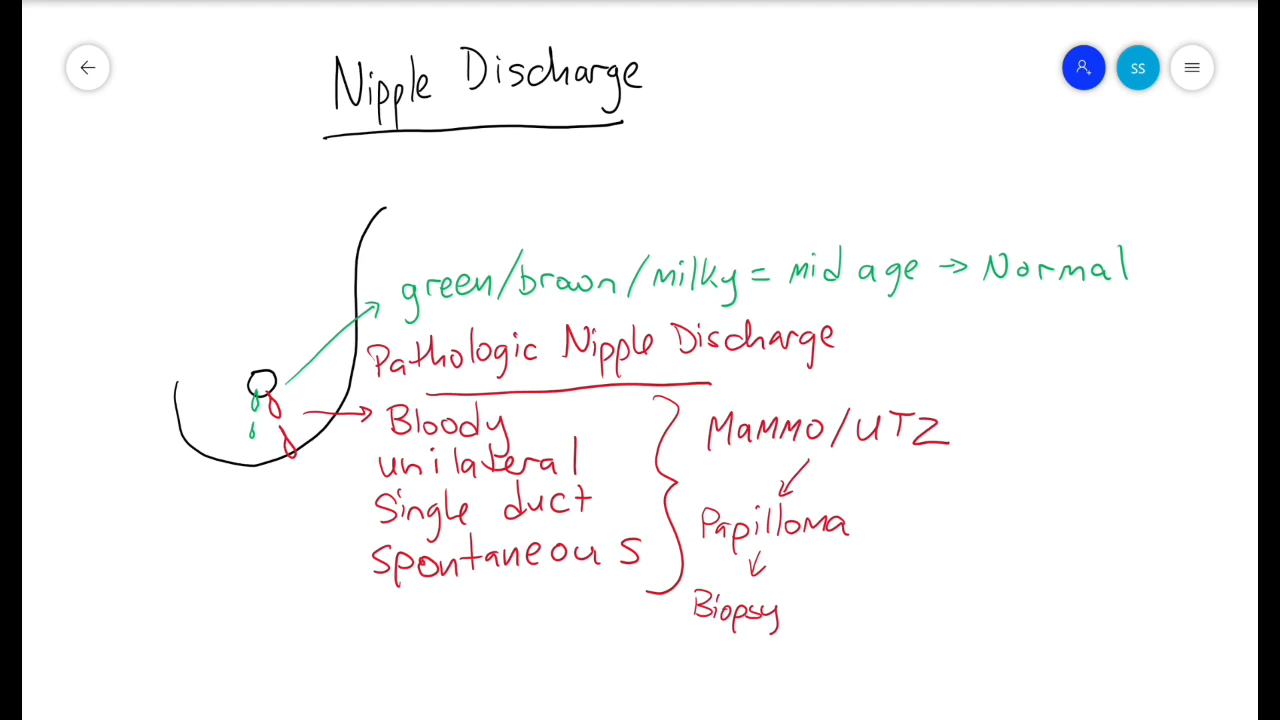 Nipple Discharge
SS
green/brown/milky = mid age → Normal
Pathologic Nipple Discharge
Bloody
unilateral
Single duct
spontaneous
MAMMO/UTZ
Papilloma
Biopsy